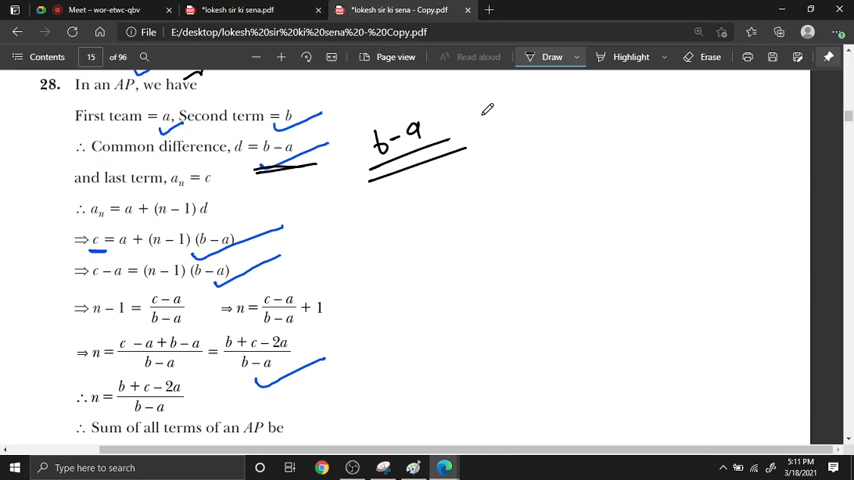 Meet – wor-etwc-qbv
*lokesh sir ki sena.pdf
*lokesh sir ki sena - Copy.pdf
File | E:/desktop/lokesh%20sir%20ki%20sena%20-%20Copy.pdf
Contents 15 of 96 Page view Read aloud Draw Highlight Erase
28. In an AP, we have
First team = a, Second term = b
∴ Common difference, d = b – a
b – a
and last term, aₙ = c
∴ aₙ = a + (n – 1) d
⇒ c = a + (n – 1) (b – a)
⇒ c – a = (n – 1) (b – a)
⇒ n – 1 = (c – a)/(b – a) ⇒ n = (c – a)/(b – a) + 1
⇒ n = (c – a + b – a)/(b – a) = (b + c – 2a)/(b – a)
∴ n = (b + c – 2a)/(b – a)
∴ Sum of all terms of an AP be
Type here to search
5:11 PM
3/18/2021